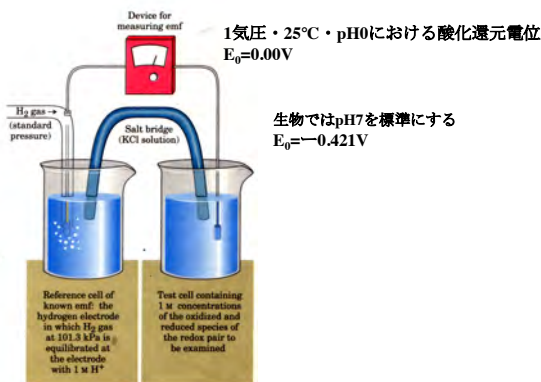 Device for
measuring emf
1気圧・25℃・pH0における酸化還元電位
E₀=0.00V
H₂ gas →
(standard
pressure)
Salt bridge
(KCl solution)
生物ではpH7を標準にする
E₀=ー0.421V
Reference cell of
known emf: the
hydrogen electrode
in which H₂ gas
at 101.3 kPa is
equilibrated at
the electrode
with 1 M H⁺
Test cell containing
1 M concentrations
of the oxidized and
reduced species of
the redox pair to
be examined